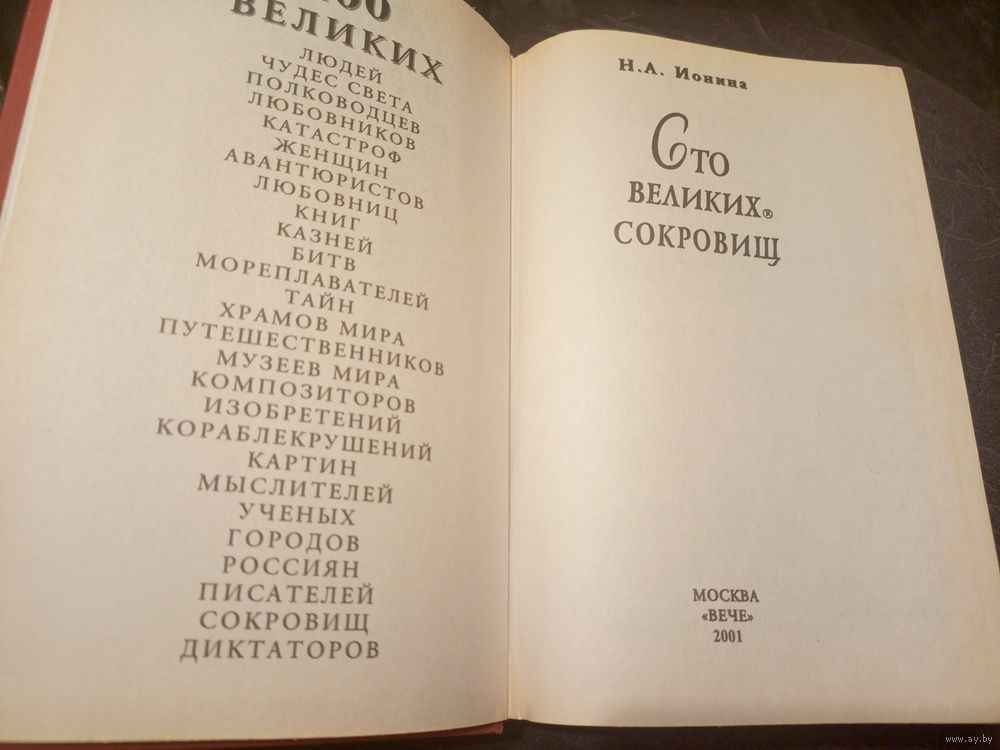 100
ВЕЛИКИХ
ЛЮДЕЙ
ЧУДЕС СВЕТА
ПОЛКОВОДЦЕВ
ЛЮБОВНИКОВ
КАТАСТРОФ
ЖЕНЩИН
АВАНТЮРИСТОВ
ЛЮБОВНИЦ
КНИГ
КАЗНЕЙ
БИТВ
МОРЕПЛАВАТЕЛЕЙ
ТАЙН
ХРАМОВ МИРА
ПУТЕШЕСТВЕННИКОВ
МУЗЕЕВ МИРА
КОМПОЗИТОРОВ
ИЗОБРЕТЕНИЙ
КОРАБЛЕКРУШЕНИЙ
КАРТИН
МЫСЛИТЕЛЕЙ
УЧЕНЫХ
ГОРОДОВ
РОССИЯН
ПИСАТЕЛЕЙ
СОКРОВИЩ
ДИКТАТОРОВ
Н.А. Ионина
Сто
ВЕЛИКИХ®
СОКРОВИЩ
МОСКВА
«ВЕЧЕ»
2001
www.ay.by